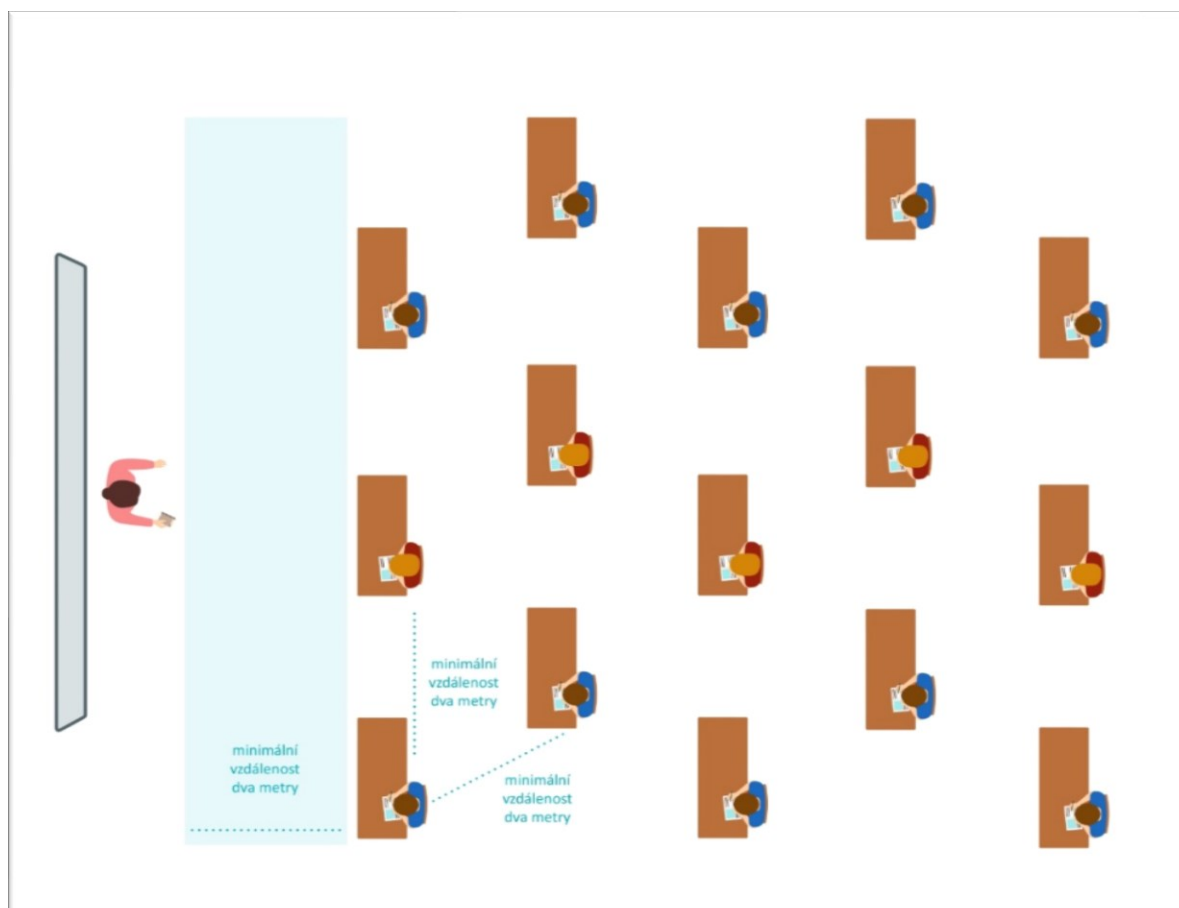 minimální
vzdálenost
dva metry
minimální
vzdálenost
dva metry
minimální
vzdálenost
dva metry